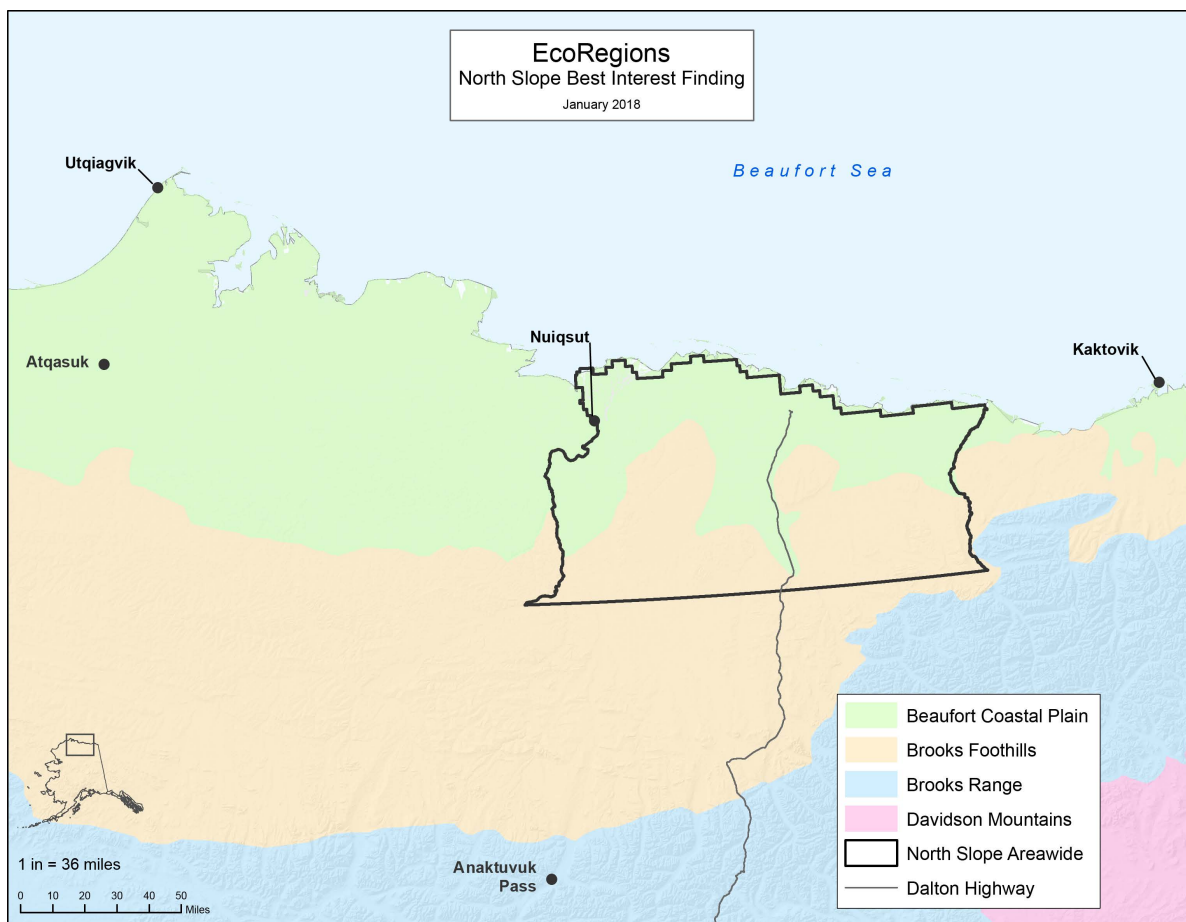 EcoRegions
North Slope Best Interest Finding
January 2018
Utqiagvik
Beaufort Sea
Nuiqsut
Kaktovik
Atqasuk
Beaufort Coastal Plain
Brooks Foothills
Brooks Range
Davidson Mountains
North Slope Areawide
Dalton Highway
Anaktuvuk
Pass
1 in = 36 miles
0 10 20 30 40 50
Miles